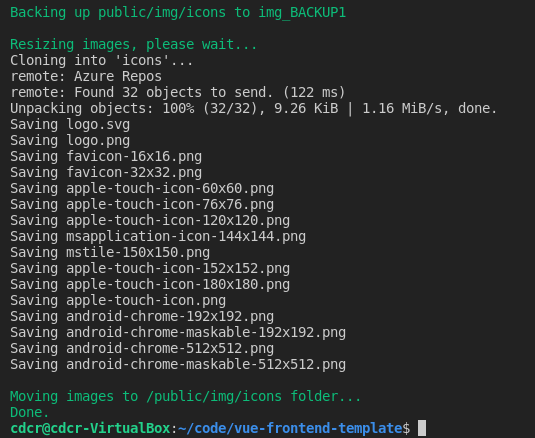 Backing up public/img/icons to img_BACKUP1
Resizing images, please wait...
Cloning into 'icons'...
remote: Azure Repos
remote: Found 32 objects to send. (122 ms)
Unpacking objects: 100% (32/32), 9.26 KiB | 1.16 MiB/s, done.
Saving logo.svg
Saving logo.png
Saving favicon-16x16.png
Saving favicon-32x32.png
Saving apple-touch-icon-60x60.png
Saving apple-touch-icon-76x76.png
Saving apple-touch-icon-120x120.png
Saving msapplication-icon-144x144.png
Saving mstile-150x150.png
Saving apple-touch-icon-152x152.png
Saving apple-touch-icon-180x180.png
Saving apple-touch-icon.png
Saving android-chrome-192x192.png
Saving android-chrome-maskable-192x192.png
Saving android-chrome-512x512.png
Saving android-chrome-maskable-512x512.png
Moving images to /public/img/icons folder...
Done.
cdcr@cdcr-VirtualBox:~/code/vue-frontend-template$